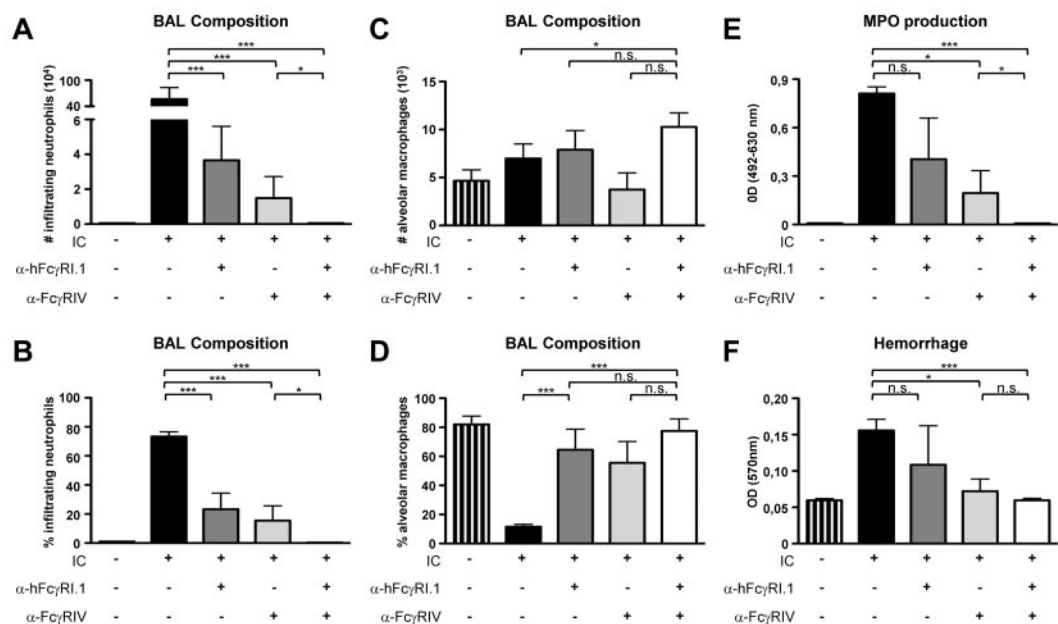 A
BAL Composition
***
***
***
*
# infiltrating neutrophils (10⁴)
100
40
6
4
2
0
IC - + + + +
α-hFcγRI.1 - - + - +
α-FcγRIV - - - + +
C
BAL Composition
*
n.s.
n.s.
# alveolar macrophages (10³)
15
10
5
0
IC - + + + +
α-hFcγRI.1 - - + - +
α-FcγRIV - - - + +
E
MPO production
***
*
n.s.
*
0D (492-630 nm)
0,9
0,6
0,3
0,0
IC - + + + +
α-hFcγRI.1 - - + - +
α-FcγRIV - - - + +
B
BAL Composition
***
***
***
*
% infiltrating neutrophils
100
80
60
40
20
0
IC - + + + +
α-hFcγRI.1 - - + - +
α-FcγRIV - - - + +
D
BAL Composition
***
n.s.
***
n.s.
% alveolar macrophages
100
80
60
40
20
0
IC - + + + +
α-hFcγRI.1 - - + - +
α-FcγRIV - - - + +
F
Hemorrhage
***
*
n.s.
n.s.
OD (570nm)
0,20
0,15
0,10
0,05
0,00
IC - + + + +
α-hFcγRI.1 - - + - +
α-FcγRIV - - - + +